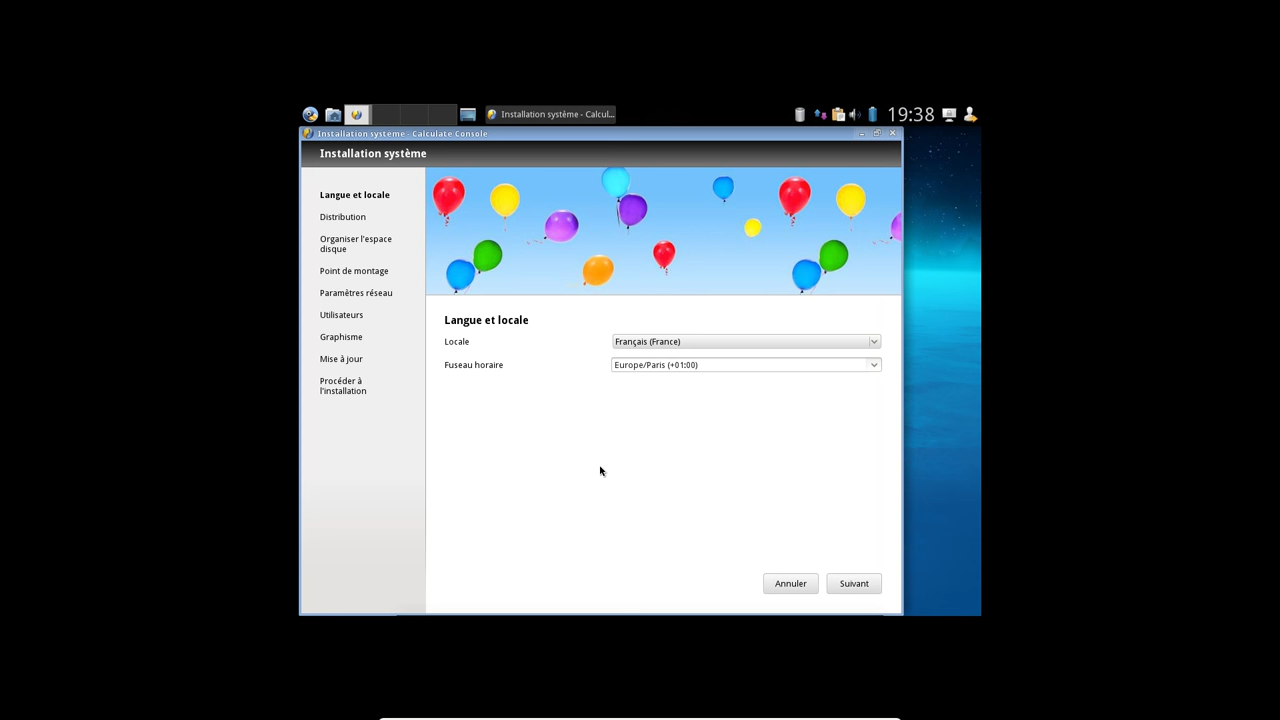 Installation système - Calcul...
19:38
Installation système - Calculate Console
Installation système
Langue et locale
Distribution
Organiser l'espace
disque
Point de montage
Paramètres réseau
Utilisateurs
Graphisme
Mise à jour
Procéder à
l'installation
Langue et locale
Locale
Français (France)
Fuseau horaire
Europe/Paris (+01:00)
Annuler
Suivant